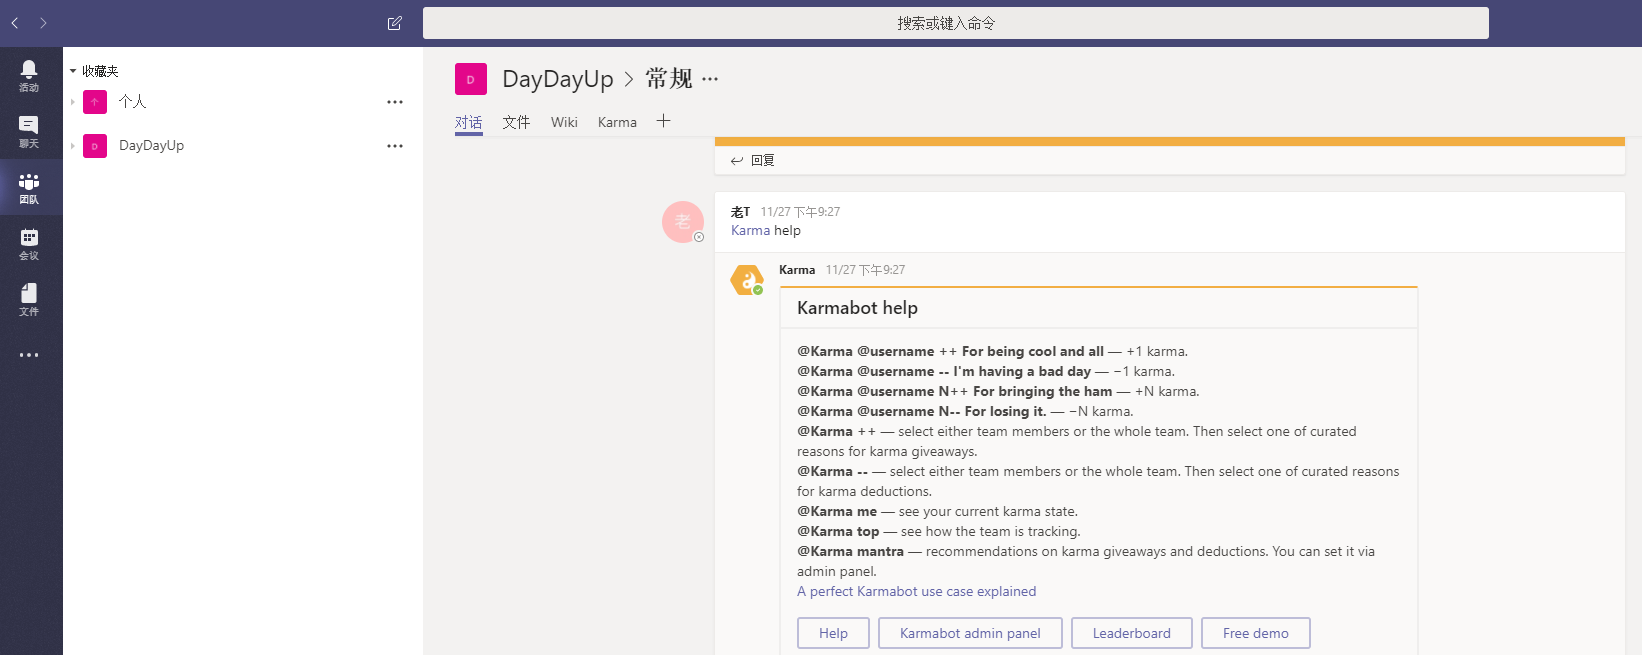 搜索或键入命令
活动
聊天
团队
会议
文件
收藏夹
个人
D DayDayUp
D DayDayUp > 常规 ···
对话 文件 Wiki Karma +
回复
老
老T 11/27 下午9:27
Karma help
Karma 11/27 下午9:27
Karmabot help
@Karma @username ++ For being cool and all — +1 karma.
@Karma @username -- I'm having a bad day — −1 karma.
@Karma @username N++ For bringing the ham — +N karma.
@Karma @username N-- For losing it. — −N karma.
@Karma ++ — select either team members or the whole team. Then select one of curated
reasons for karma giveaways.
@Karma -- — select either team members or the whole team. Then select one of curated reasons
for karma deductions.
@Karma me — see your current karma state.
@Karma top — see how the team is tracking.
@Karma mantra — recommendations on karma giveaways and deductions. You can set it via
admin panel.
A perfect Karmabot use case explained
Help Karmabot admin panel Leaderboard Free demo